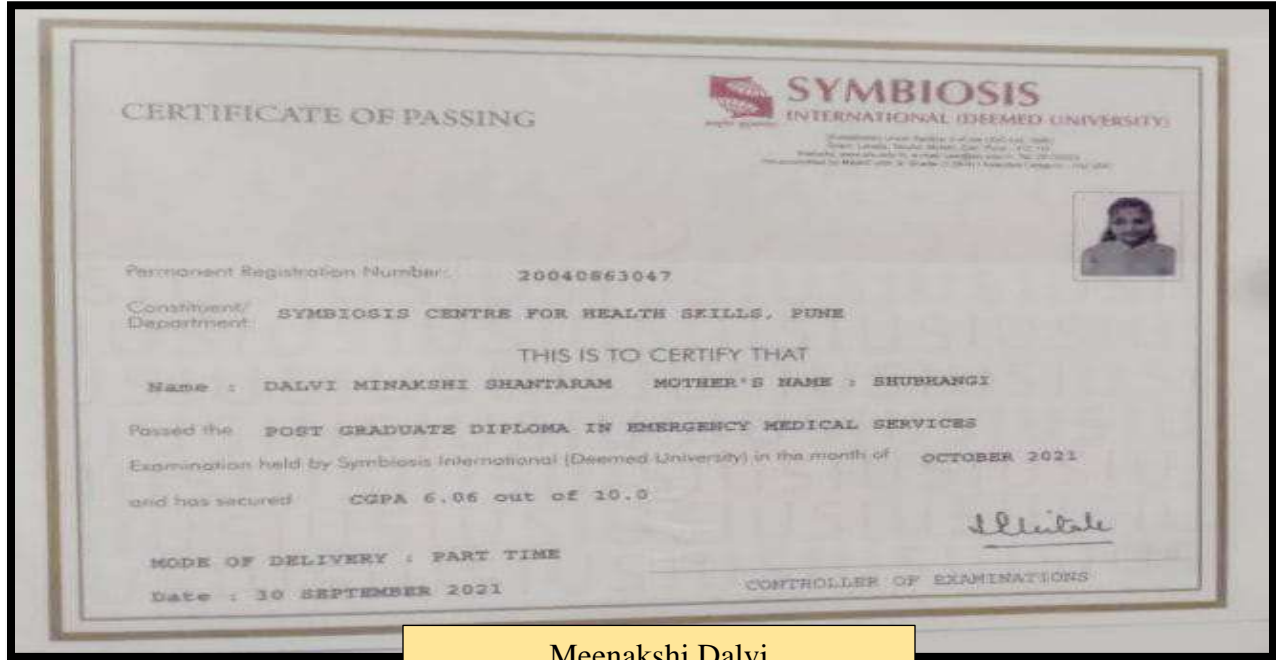 CERTIFICATE OF PASSING
SYMBIOSIS
INTERNATIONAL (DEEMED UNIVERSITY)
Permanent Registration Number: 20040863047
Constituent/
Department: SYMBIOSIS CENTRE FOR HEALTH SKILLS, PUNE
THIS IS TO CERTIFY THAT
Name : DALVI MINAKSHI SHANTARAM MOTHER'S NAME : SHUBHANGI
Passed the POST GRADUATE DIPLOMA IN EMERGENCY MEDICAL SERVICES
Examination held by Symbiosis International (Deemed University) in the month of OCTOBER 2021
and has secured CGPA 6.06 out of 10.0
MODE OF DELIVERY : PART TIME
Date : 30 SEPTEMBER 2021
CONTROLLER OF EXAMINATIONS
Meenakshi Dalvi